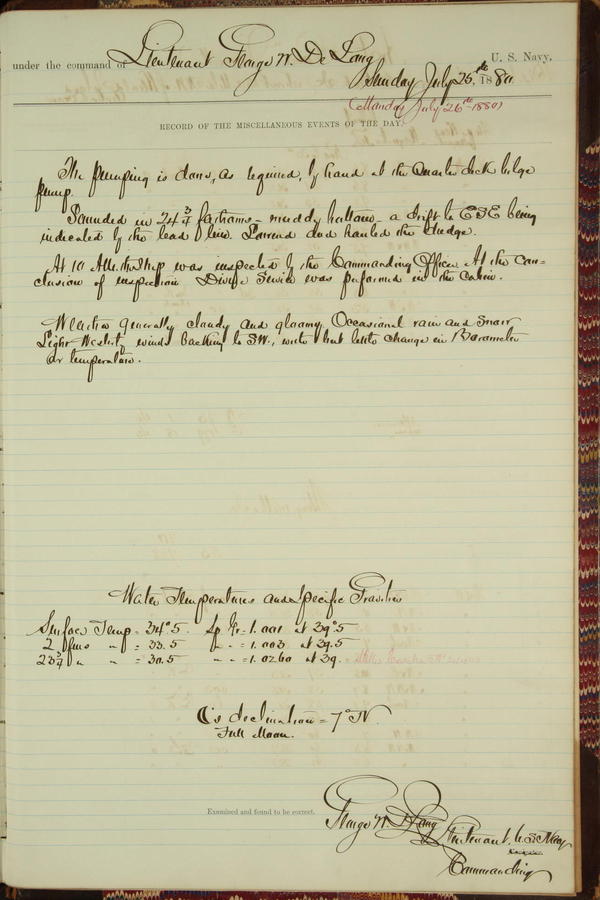 under the command of Lieutenant George W. De Long U. S. Navy,
Sunday July 25th, 1880
(Monday July 26th 1880)
RECORD OF THE MISCELLANEOUS EVENTS OF THE DAY.
The pumping is done, as required, by hand at the Quarter deck bilge
pump.
Sounded in 24 3/4 fathoms - muddy bottom - a drift to ESE being
indicated by the lead line. Lowered and hauled the dredge.
At 10 AM. the Ship was inspected by the Commanding Officer. At the con-
clusion of inspection Divine Service was performed in the Cabin.
Weather generally cloudy and gloomy. Occasional rain and snow.
Light Westerly winds backing to SW., with but little change in Barometer
or temperature.
Water Temperatures and Specific Gravities
Surface Temp = 34°.5 Sp Gr = 1.001 at 39°.5
2 fms " = 33.5 " " = 1.003 at 39.5
23 3/4 " " = 30.5 " " = 1.0260 at 39.
☾'s declination = 7° N
Full Moon.
Examined and found to be correct.
George W. De Long Lieutenant, U.S. Navy
Commanding